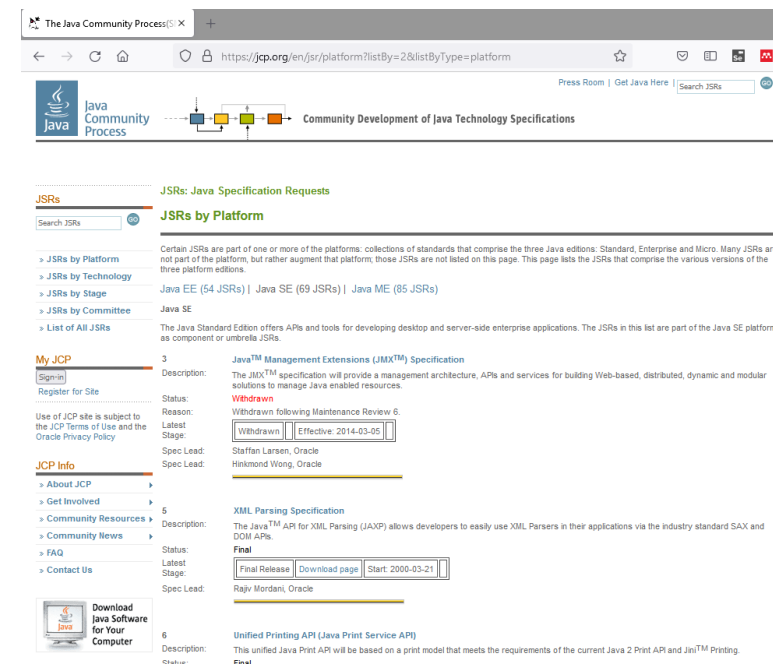 The Java Community Process(S
https://jcp.org/en/jsr/platform?listBy=2&listByType=platform
Press Room | Get Java Here | Search JSRs GO
Java
Java
Community
Process
Community Development of Java Technology Specifications
JSRs
Search JSRs GO
» JSRs by Platform
» JSRs by Technology
» JSRs by Stage
» JSRs by Committee
» List of All JSRs
My JCP
Sign-in
Register for Site
Use of JCP site is subject to
the JCP Terms of Use and the
Oracle Privacy Policy
JCP Info
» About JCP
» Get Involved
» Community Resources
» Community News
» FAQ
» Contact Us
Java
Download
Java Software
for Your
Computer
JSRs: Java Specification Requests
JSRs by Platform
Certain JSRs are part of one or more of the platforms: collections of standards that comprise the three Java editions: Standard, Enterprise and Micro. Many JSRs ar
not part of the platform, but rather augment that platform; those JSRs are not listed on this page. This page lists the JSRs that comprise the various versions of the
three platform editions.
Java EE (54 JSRs) | Java SE (69 JSRs) | Java ME (85 JSRs)
Java SE
The Java Standard Edition offers APIs and tools for developing desktop and server-side enterprise applications. The JSRs in this list are part of the Java SE platform
as component or umbrella JSRs.
3 Java™ Management Extensions (JMX™) Specification
Description: The JMX™ specification will provide a management architecture, APIs and services for building Web-based, distributed, dynamic and modular
solutions to manage Java enabled resources.
Status: Withdrawn
Reason: Withdrawn following Maintenance Review 6.
Latest
Stage: Withdrawn Effective: 2014-03-05
Spec Lead: Staffan Larsen, Oracle
Spec Lead: Hinkmond Wong, Oracle
5 XML Parsing Specification
Description: The Java™ API for XML Parsing (JAXP) allows developers to easily use XML Parsers in their applications via the industry standard SAX and
DOM APIs.
Status: Final
Latest
Stage: Final Release Download page Start: 2000-03-21
Spec Lead: Rajiv Mordani, Oracle
6 Unified Printing API (Java Print Service API)
Description: This unified Java Print API will be based on a print model that meets the requirements of the current Java 2 Print API and Jini™ Printing.
Status: Final